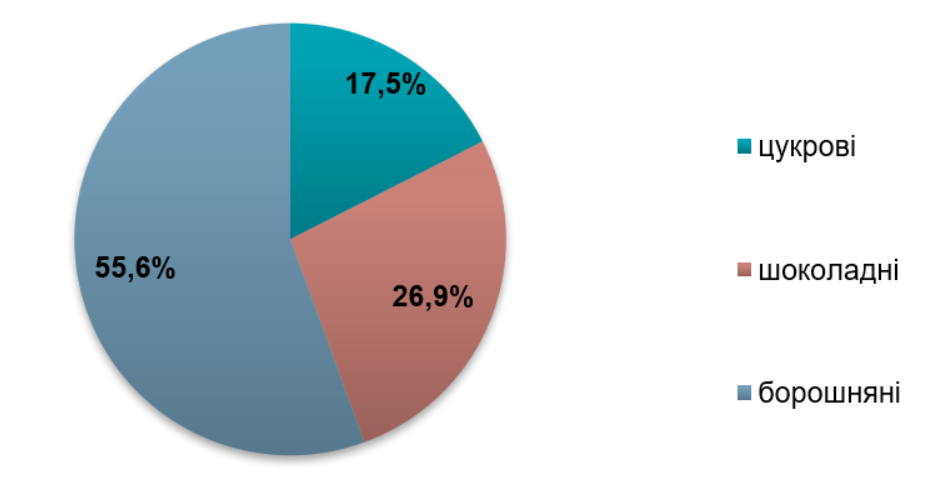 17,5%
цукрові
шоколадні
55,6%
26,9%
борошняні